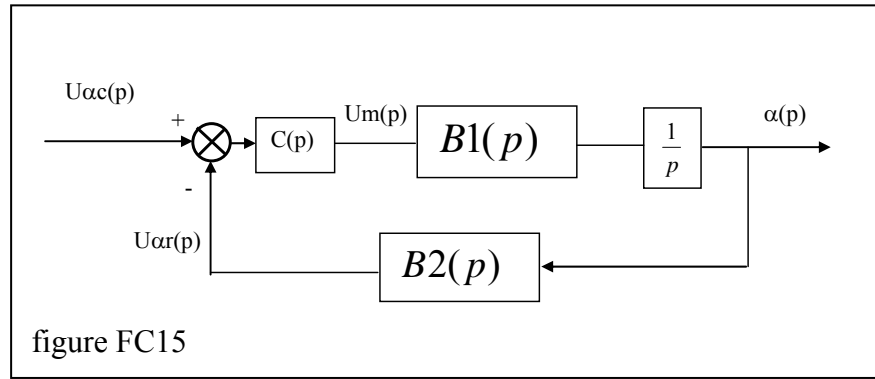 Uαc(p)
+
C(p)
Um(p)
B1(p)
1
p
α(p)
-
Uαr(p)
B2(p)
figure FC15